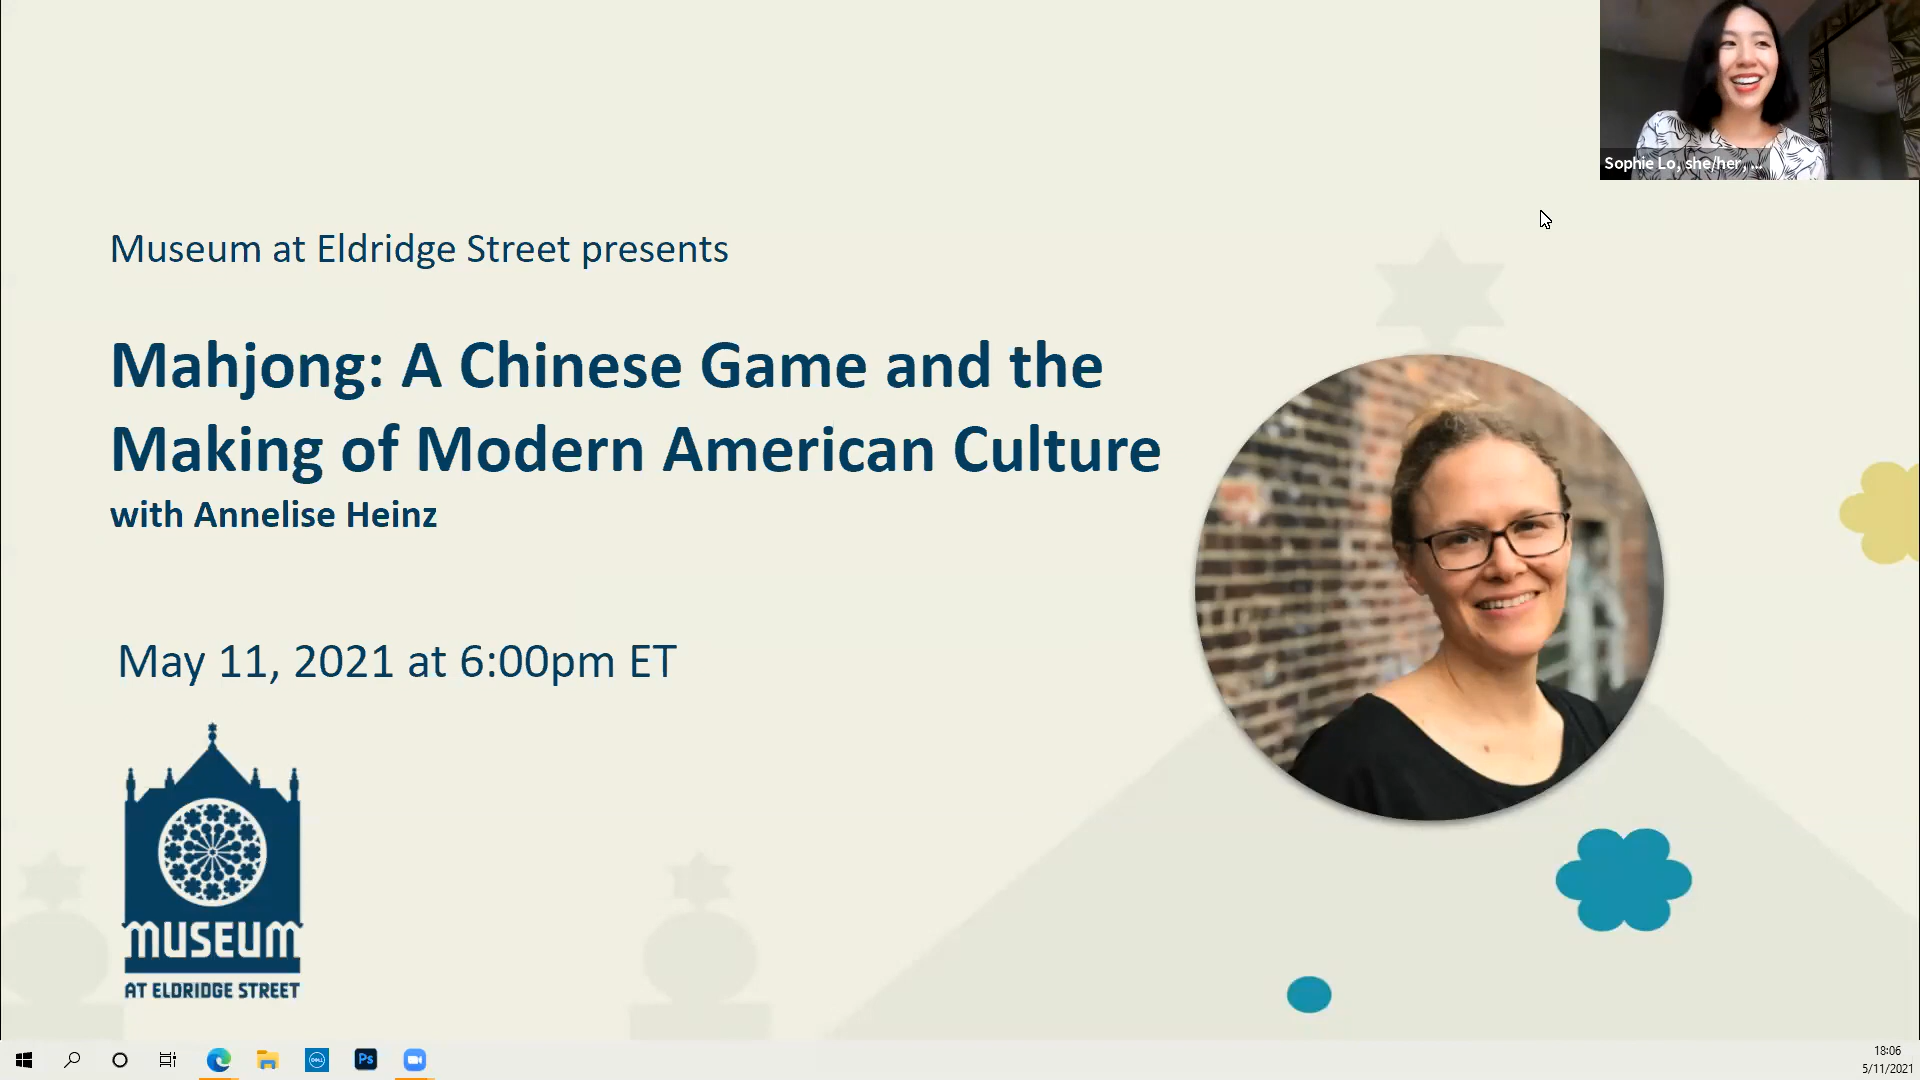 Sophie Lo, she/her, ...
Museum at Eldridge Street presents
Mahjong: A Chinese Game and the
Making of Modern American Culture
with Annelise Heinz
May 11, 2021 at 6:00pm ET
MUSEUM
AT ELDRIDGE STREET
DELL
Ps
18:06
5/11/2021